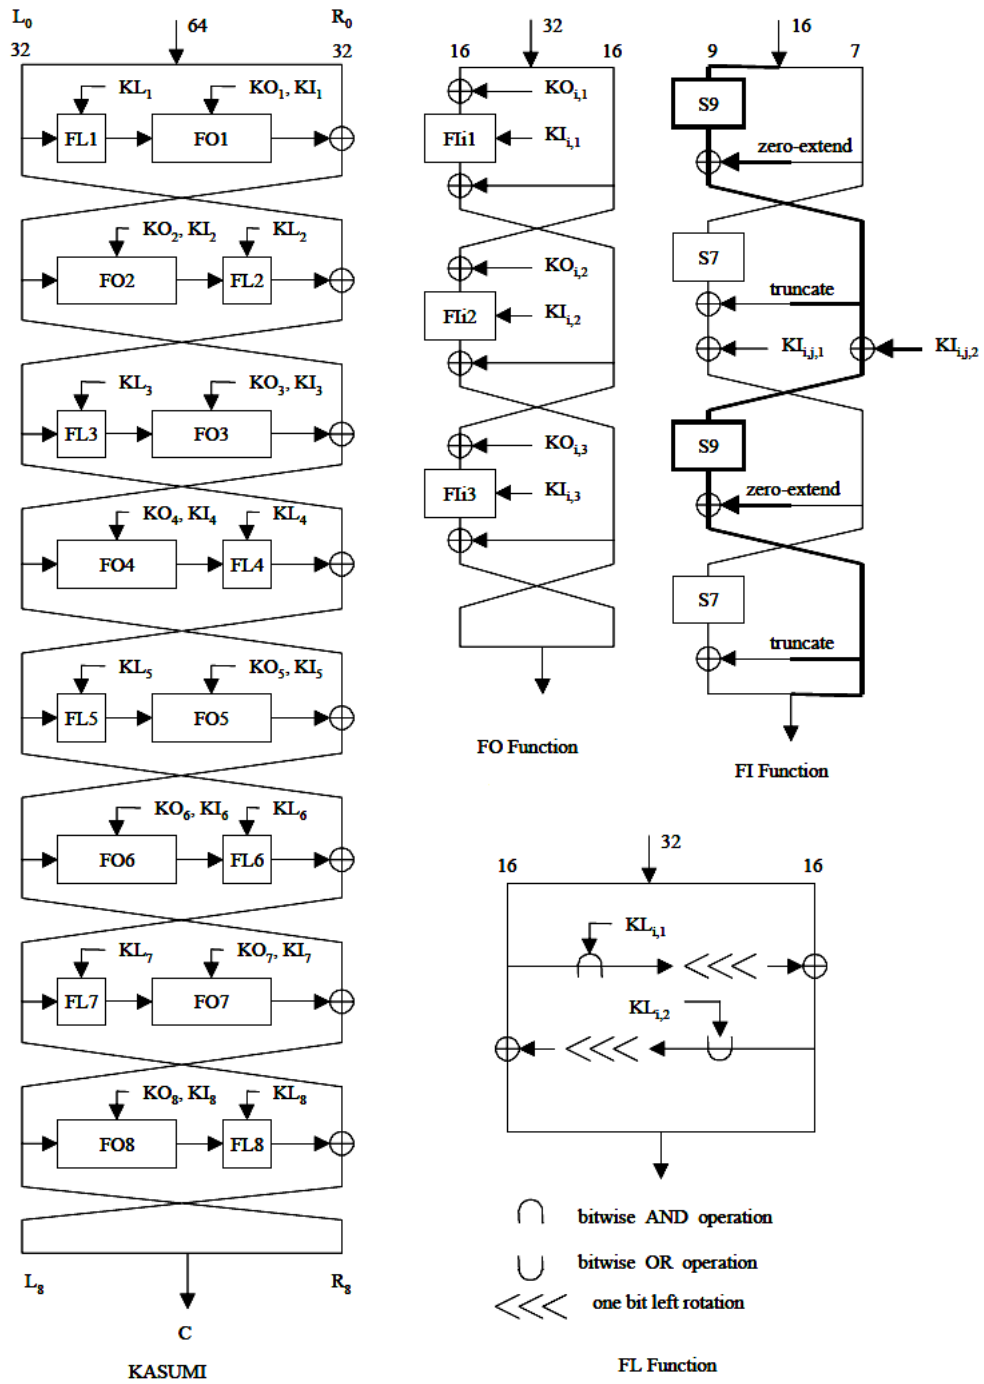 L0 R0
64
32 32
KL1 KO1, KI1
FL1 FO1
KO2, KI2 KL2
FO2 FL2
KL3 KO3, KI3
FL3 FO3
KO4, KI4 KL4
FO4 FL4
KL5 KO5, KI5
FL5 FO5
KO6, KI6 KL6
FO6 FL6
KL7 KO7, KI7
FL7 FO7
KO8, KI8 KL8
FO8 FL8
L8 R8
C
KASUMI
32
16 16
KOi,1
FIi1 KIi,1
KOi,2
FIi2 KIi,2
KOi,3
FIi3 KIi,3
FO Function
16
9 7
S9
zero-extend
S7
truncate
KIi,j,1 KIi,j,2
S9
zero-extend
S7
truncate
FI Function
32
16 16
KLi,1
KLi,2
bitwise AND operation
bitwise OR operation
one bit left rotation
FL Function